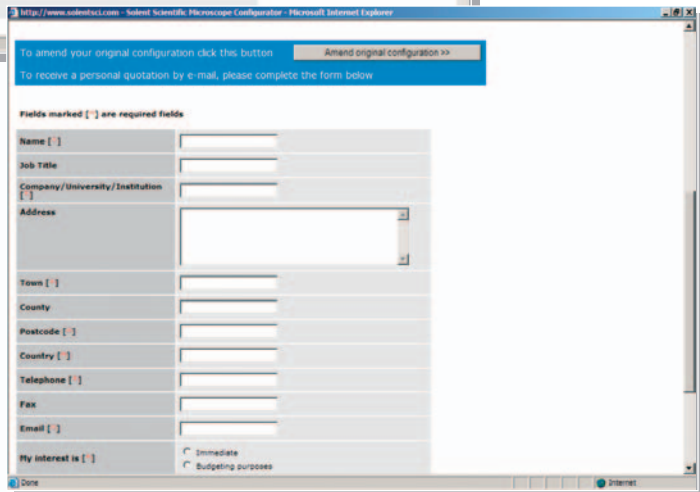 http://www.solentsci.com - Solent Scientific Microscope Configurator - Microsoft Internet Explorer
To amend your original configuration click this button
Amend original configuration >>
To receive a personal quotation by e-mail, please complete the form below
Fields marked [*] are required fields
Name [*]
Job Title
Company/University/Institution
[*]
Address
Town [*]
County
Postcode [*]
Country [*]
Telephone [*]
Fax
Email [*]
My interest is [*]
Immediate
Budgeting purposes
Done
Internet